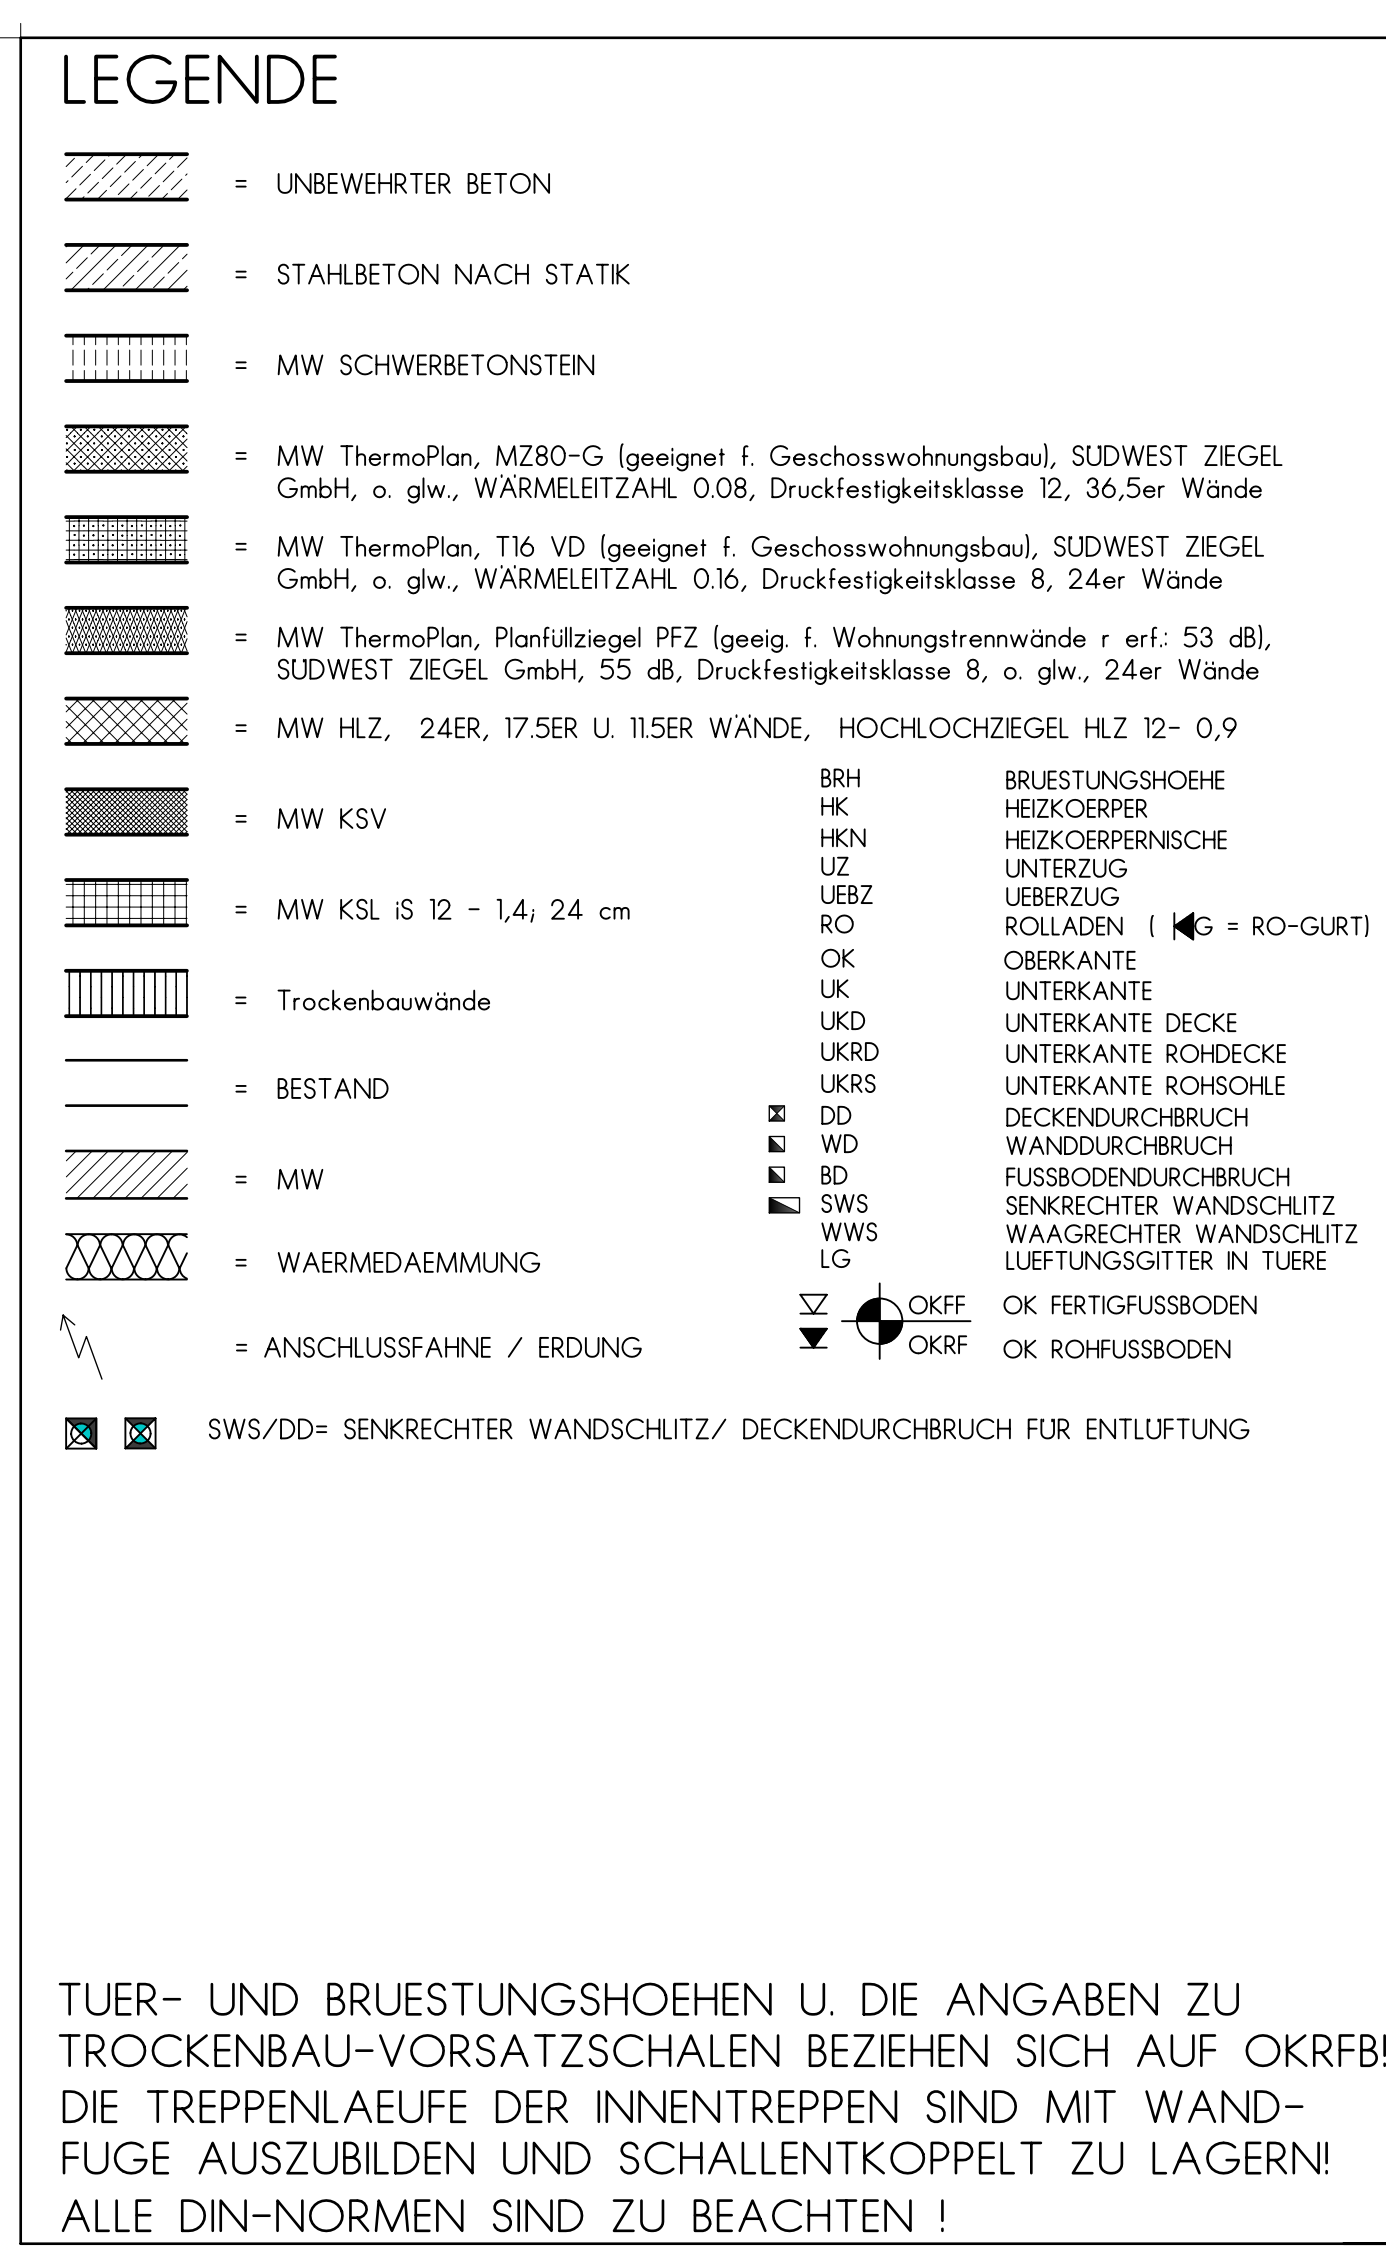 LEGENDE
= UNBEWEHRTER BETON
= STAHLBETON NACH STATIK
= MW SCHWERBETONSTEIN
= MW ThermoPlan, MZ80-G (geeignet f. Geschosswohnungsbau), SÜDWEST ZIEGEL
GmbH, o. glw., WÄRMELEITZAHL 0.08, Druckfestigkeitsklasse 12, 36,5er Wände
= MW ThermoPlan, T16 VD (geeignet f. Geschosswohnungsbau), SÜDWEST ZIEGEL
GmbH, o. glw., WÄRMELEITZAHL 0.16, Druckfestigkeitsklasse 8, 24er Wände
= MW ThermoPlan, Planfüllziegel PFZ (geeig. f. Wohnungstrennwände r erf.: 53 dB),
SÜDWEST ZIEGEL GmbH, 55 dB, Druckfestigkeitsklasse 8, o. glw., 24er Wände
= MW HLZ, 24ER, 17.5ER U. 11.5ER WÄNDE, HOCHLOCHZIEGEL HLZ 12- 0,9
= MW KSV
= MW KSL iS 12 - 1,4; 24 cm
= Trockenbauwände
= BESTAND
= MW
= WAERMEDAEMMUNG
= ANSCHLUSSFAHNE / ERDUNG
BRH BRUESTUNGSHOEHE
HK HEIZKOERPER
HKN HEIZKOERPERNISCHE
UZ UNTERZUG
UEBZ UEBERZUG
RO ROLLADEN ( G = RO-GURT)
OK OBERKANTE
UK UNTERKANTE
UKD UNTERKANTE DECKE
UKRD UNTERKANTE ROHDECKE
UKRS UNTERKANTE ROHSOHLE
DD DECKENDURCHBRUCH
WD WANDDURCHBRUCH
BD FUSSBODENDURCHBRUCH
SWS SENKRECHTER WANDSCHLITZ
WWS WAAGRECHTER WANDSCHLITZ
LG LUEFTUNGSGITTER IN TUERE
OKFF OK FERTIGFUSSBODEN
OKRF OK ROHFUSSBODEN
SWS/DD= SENKRECHTER WANDSCHLITZ/ DECKENDURCHBRUCH FÜR ENTLÜFTUNG
TUER- UND BRUESTUNGSHOEHEN U. DIE ANGABEN ZU
TROCKENBAU-VORSATZSCHALEN BEZIEHEN SICH AUF OKRFB!
DIE TREPPENLAEUFE DER INNENTREPPEN SIND MIT WAND-
FUGE AUSZUBILDEN UND SCHALLENTKOPPELT ZU LAGERN!
ALLE DIN-NORMEN SIND ZU BEACHTEN !